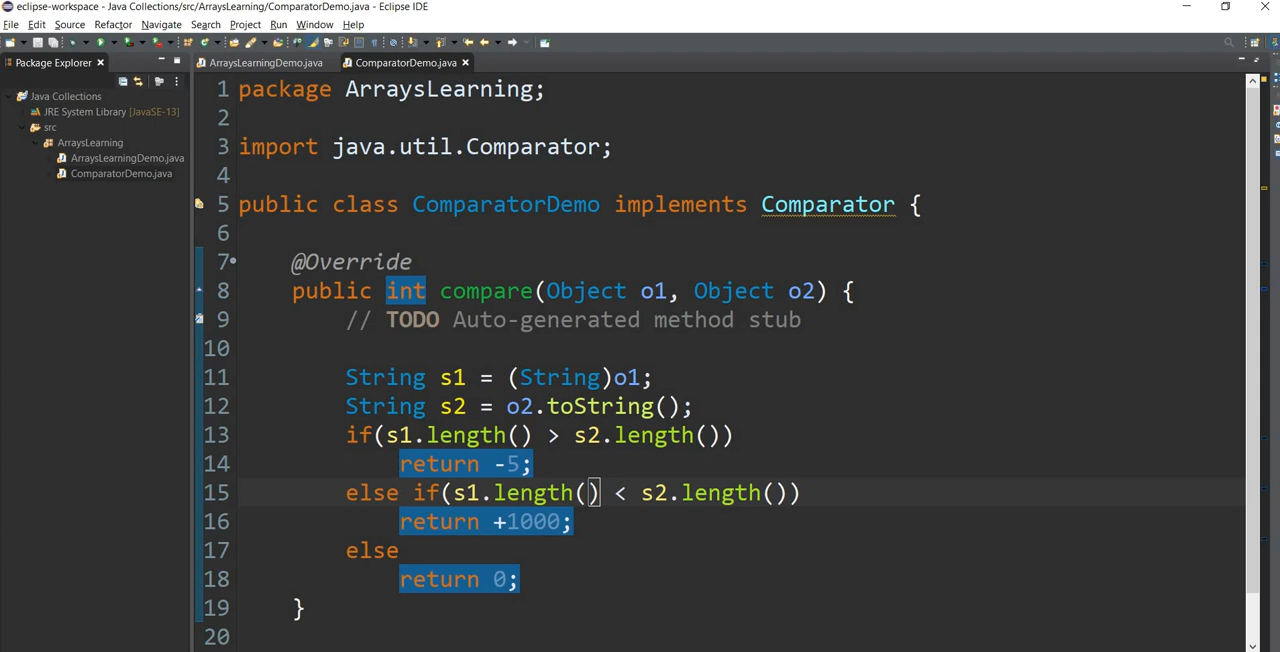 eclipse-workspace - Java Collections/src/ArraysLearning/ComparatorDemo.java - Eclipse IDE
File Edit Source Refactor Navigate Search Project Run Window Help
Package Explorer
ArraysLearningDemo.java
ComparatorDemo.java
Java Collections
JRE System Library [JavaSE-13]
src
ArraysLearning
ArraysLearningDemo.java
ComparatorDemo.java
1 package ArraysLearning;
2
3 import java.util.Comparator;
4
5 public class ComparatorDemo implements Comparator {
6
7 @Override
8 public int compare(Object o1, Object o2) {
9 // TODO Auto-generated method stub
10
11 String s1 = (String)o1;
12 String s2 = o2.toString();
13 if(s1.length() > s2.length())
14 return -5;
15 else if(s1.length() < s2.length())
16 return +1000;
17 else
18 return 0;
19 }
20